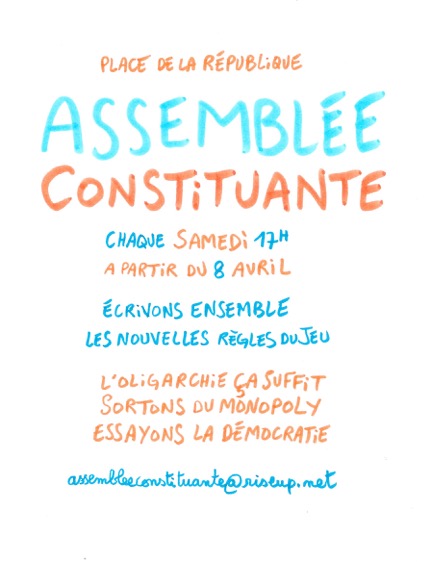 PLACE DE LA RÉPUBLIQUE
ASSEMBLÉE
CONSTiTUANTE
CHAQUE SAMEDi 17H
A PARTiR DU 8 AVRiL
ÉCRiVONS ENSEMBLE
LES NOUVELLES RÈGLES DU JEU
L'OLiGARCHiE ÇA SUFFiT
SORTONS DU MONOPOLY
ESSAYONS LA DÉMOCRATiE
assembleeconstituante@riseup.net